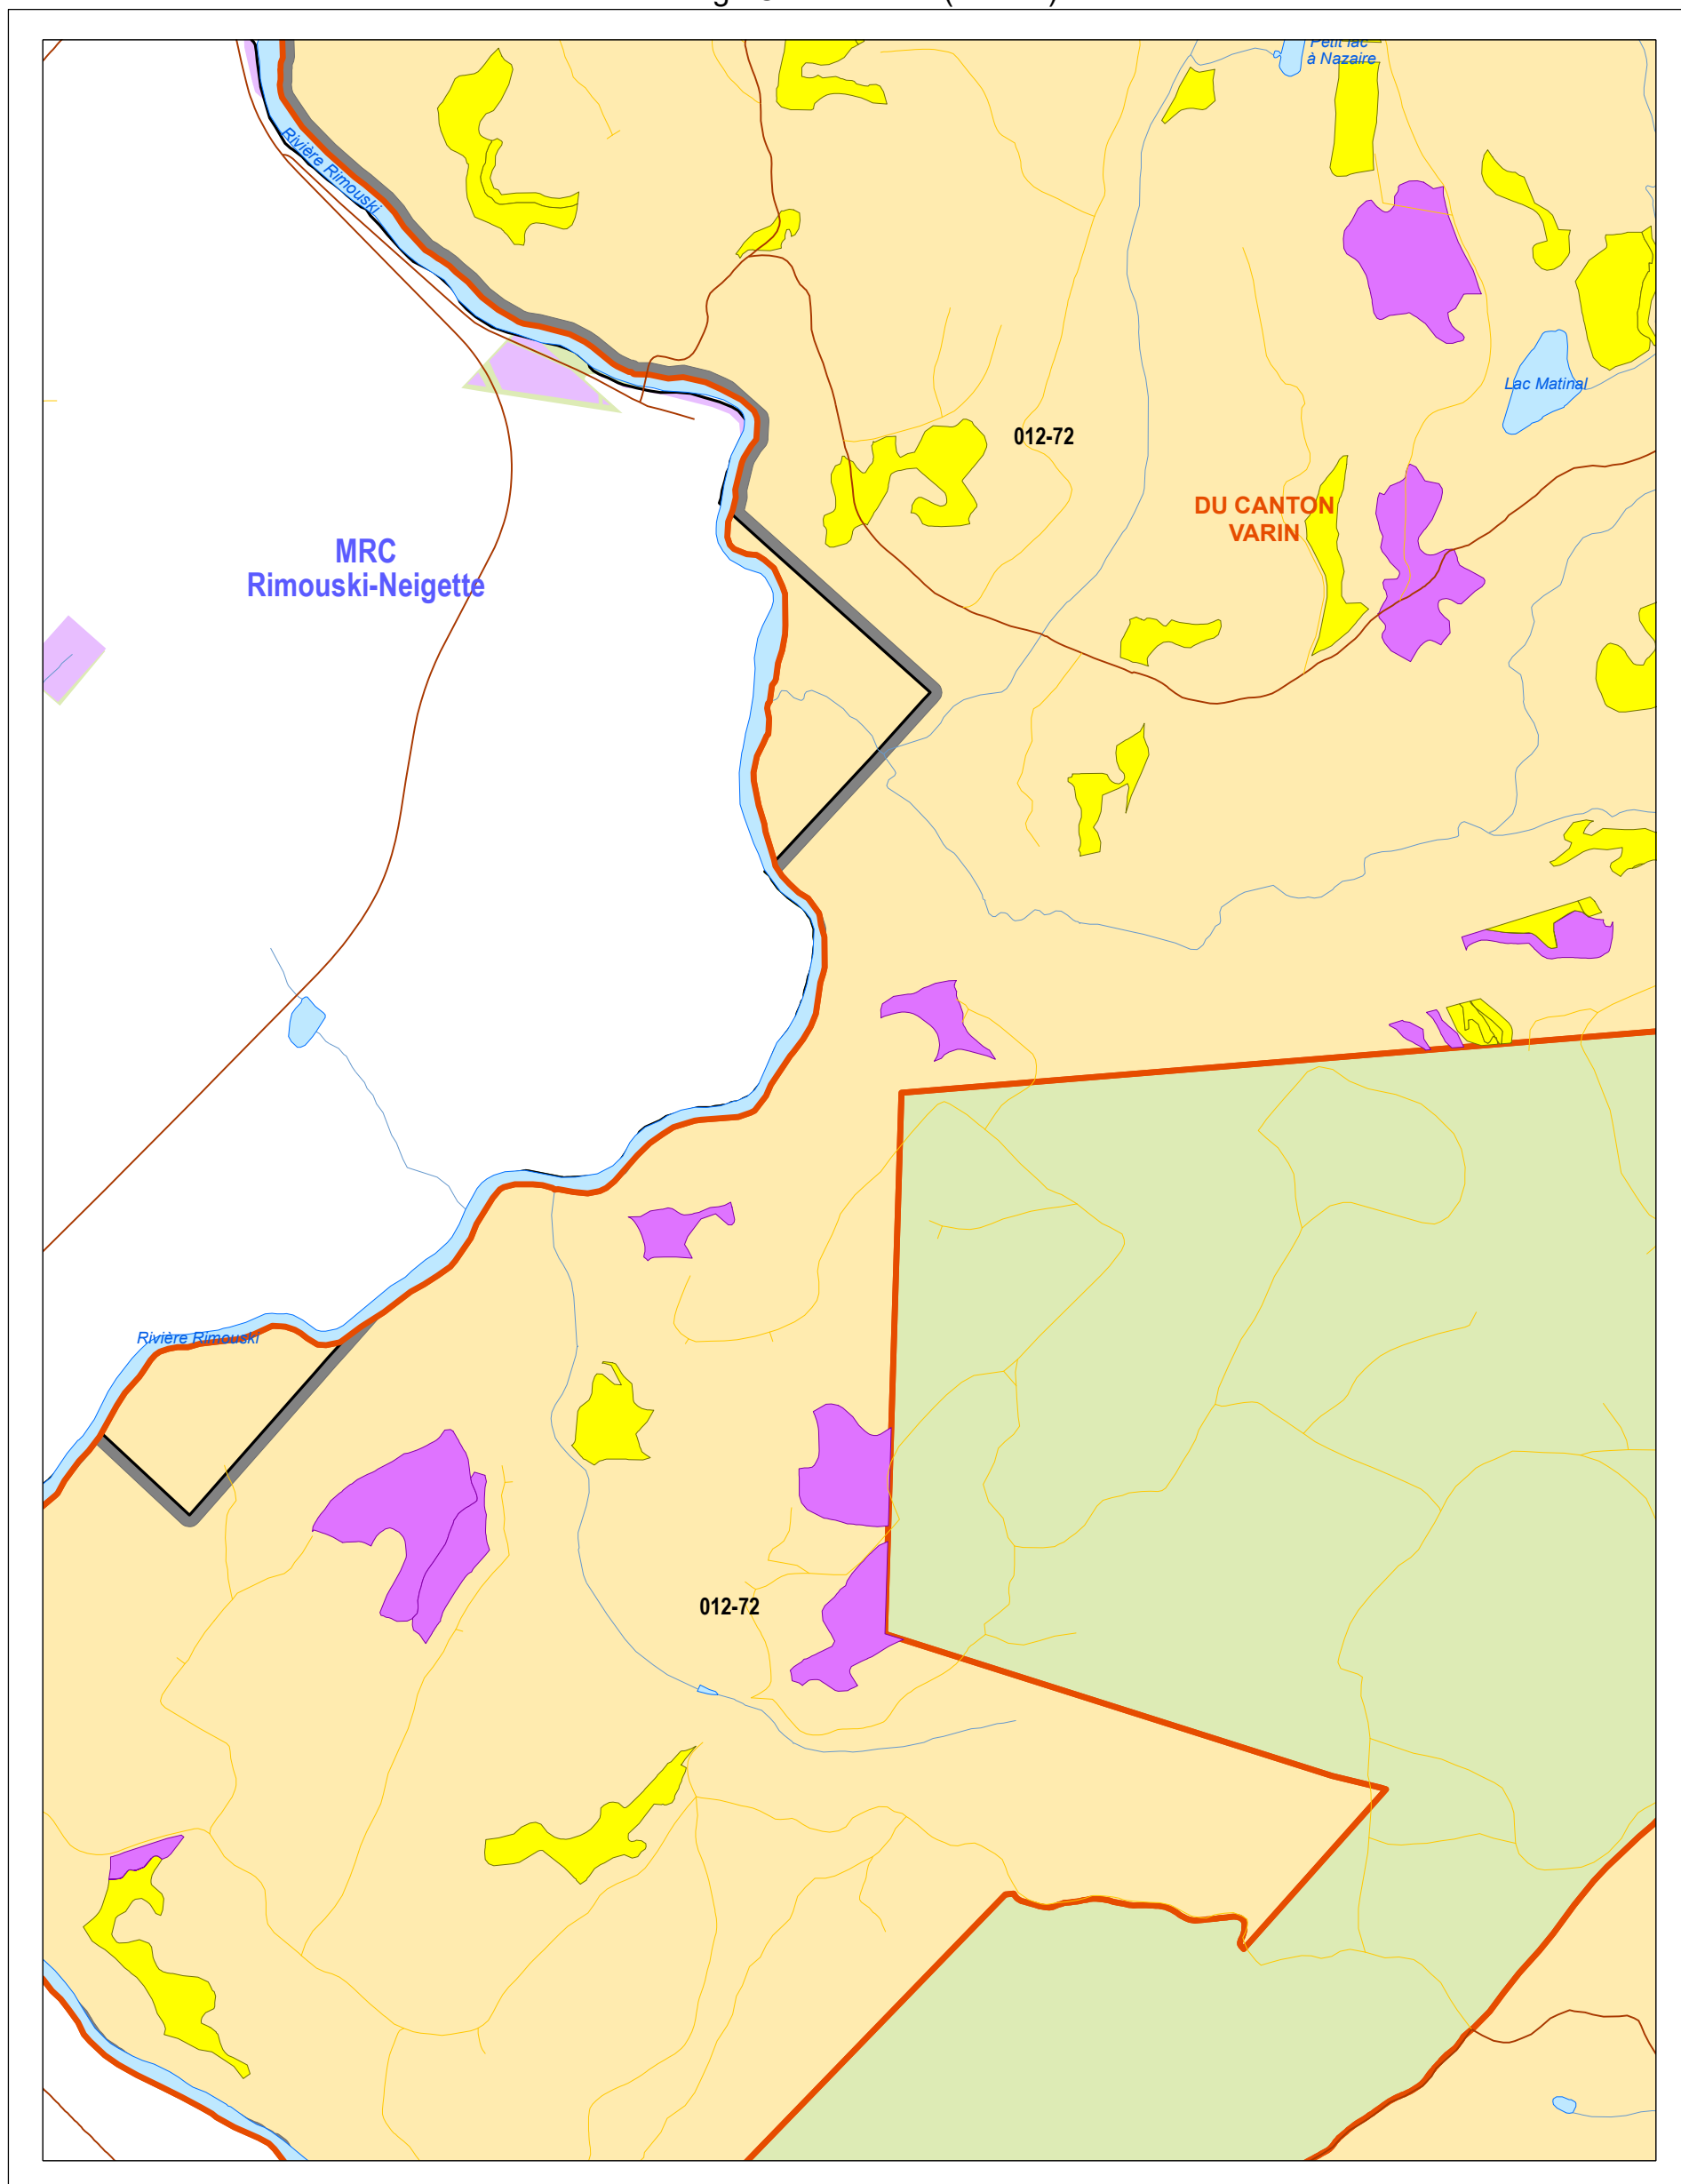 Petit lac
à Nazaire
Rivière Rimouski
Lac Matinal
012-72
DU CANTON
VARIN
MRC
Rimouski-Neigette
Rivière Rimouski
012-72